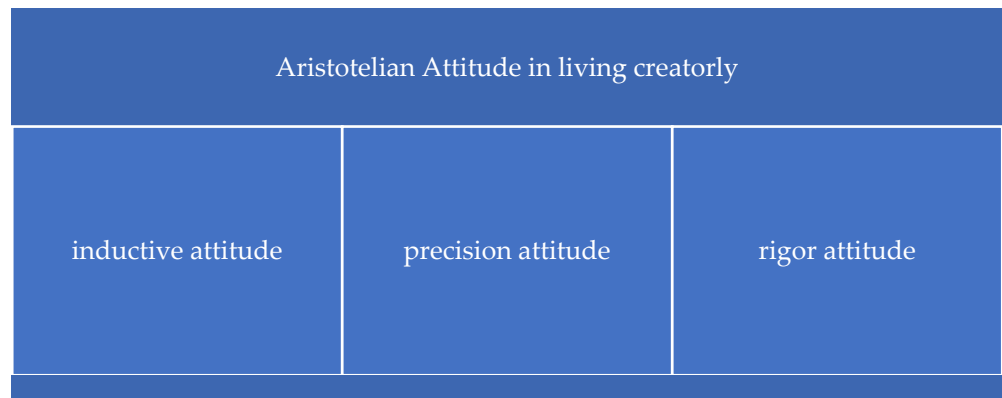 Aristotelian Attitude in living creatorly
inductive attitude
precision attitude
rigor attitude